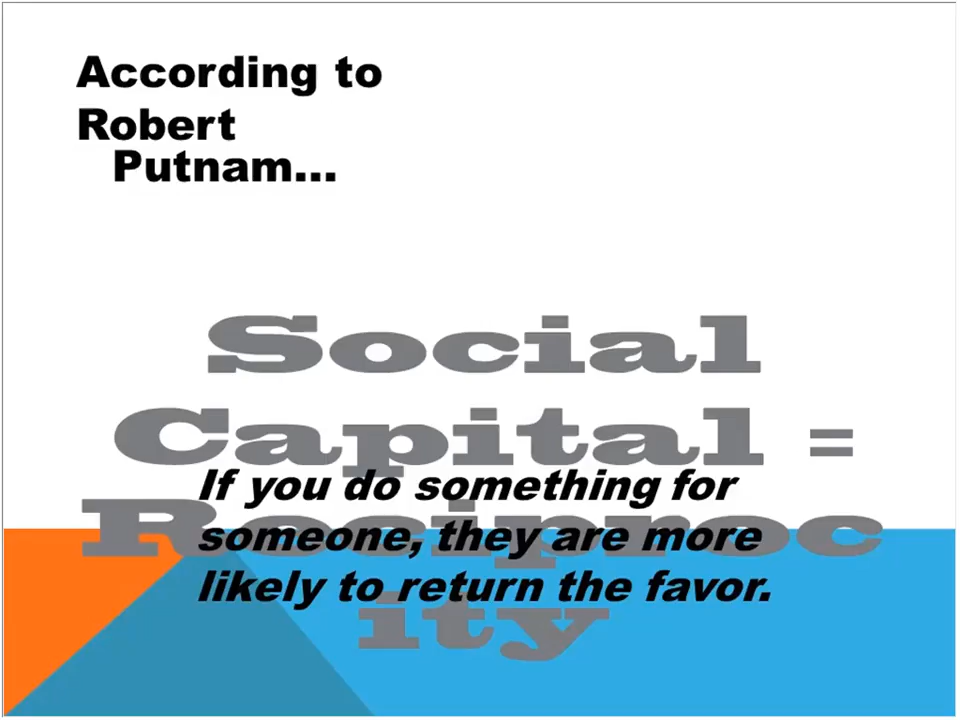 According to
Robert
Putnam...
Social
Capital =
Reciproc
ity
If you do something for
someone, they are more
likely to return the favor.